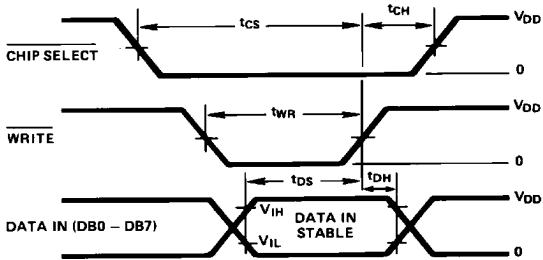 tCS
tCH
VDD
CHIP SELECT
0
tWR
VDD
WRITE
0
tDS
tDH
VDD
VIH
DATA IN (DB0 – DB7)
DATA IN
STABLE
VIL
0